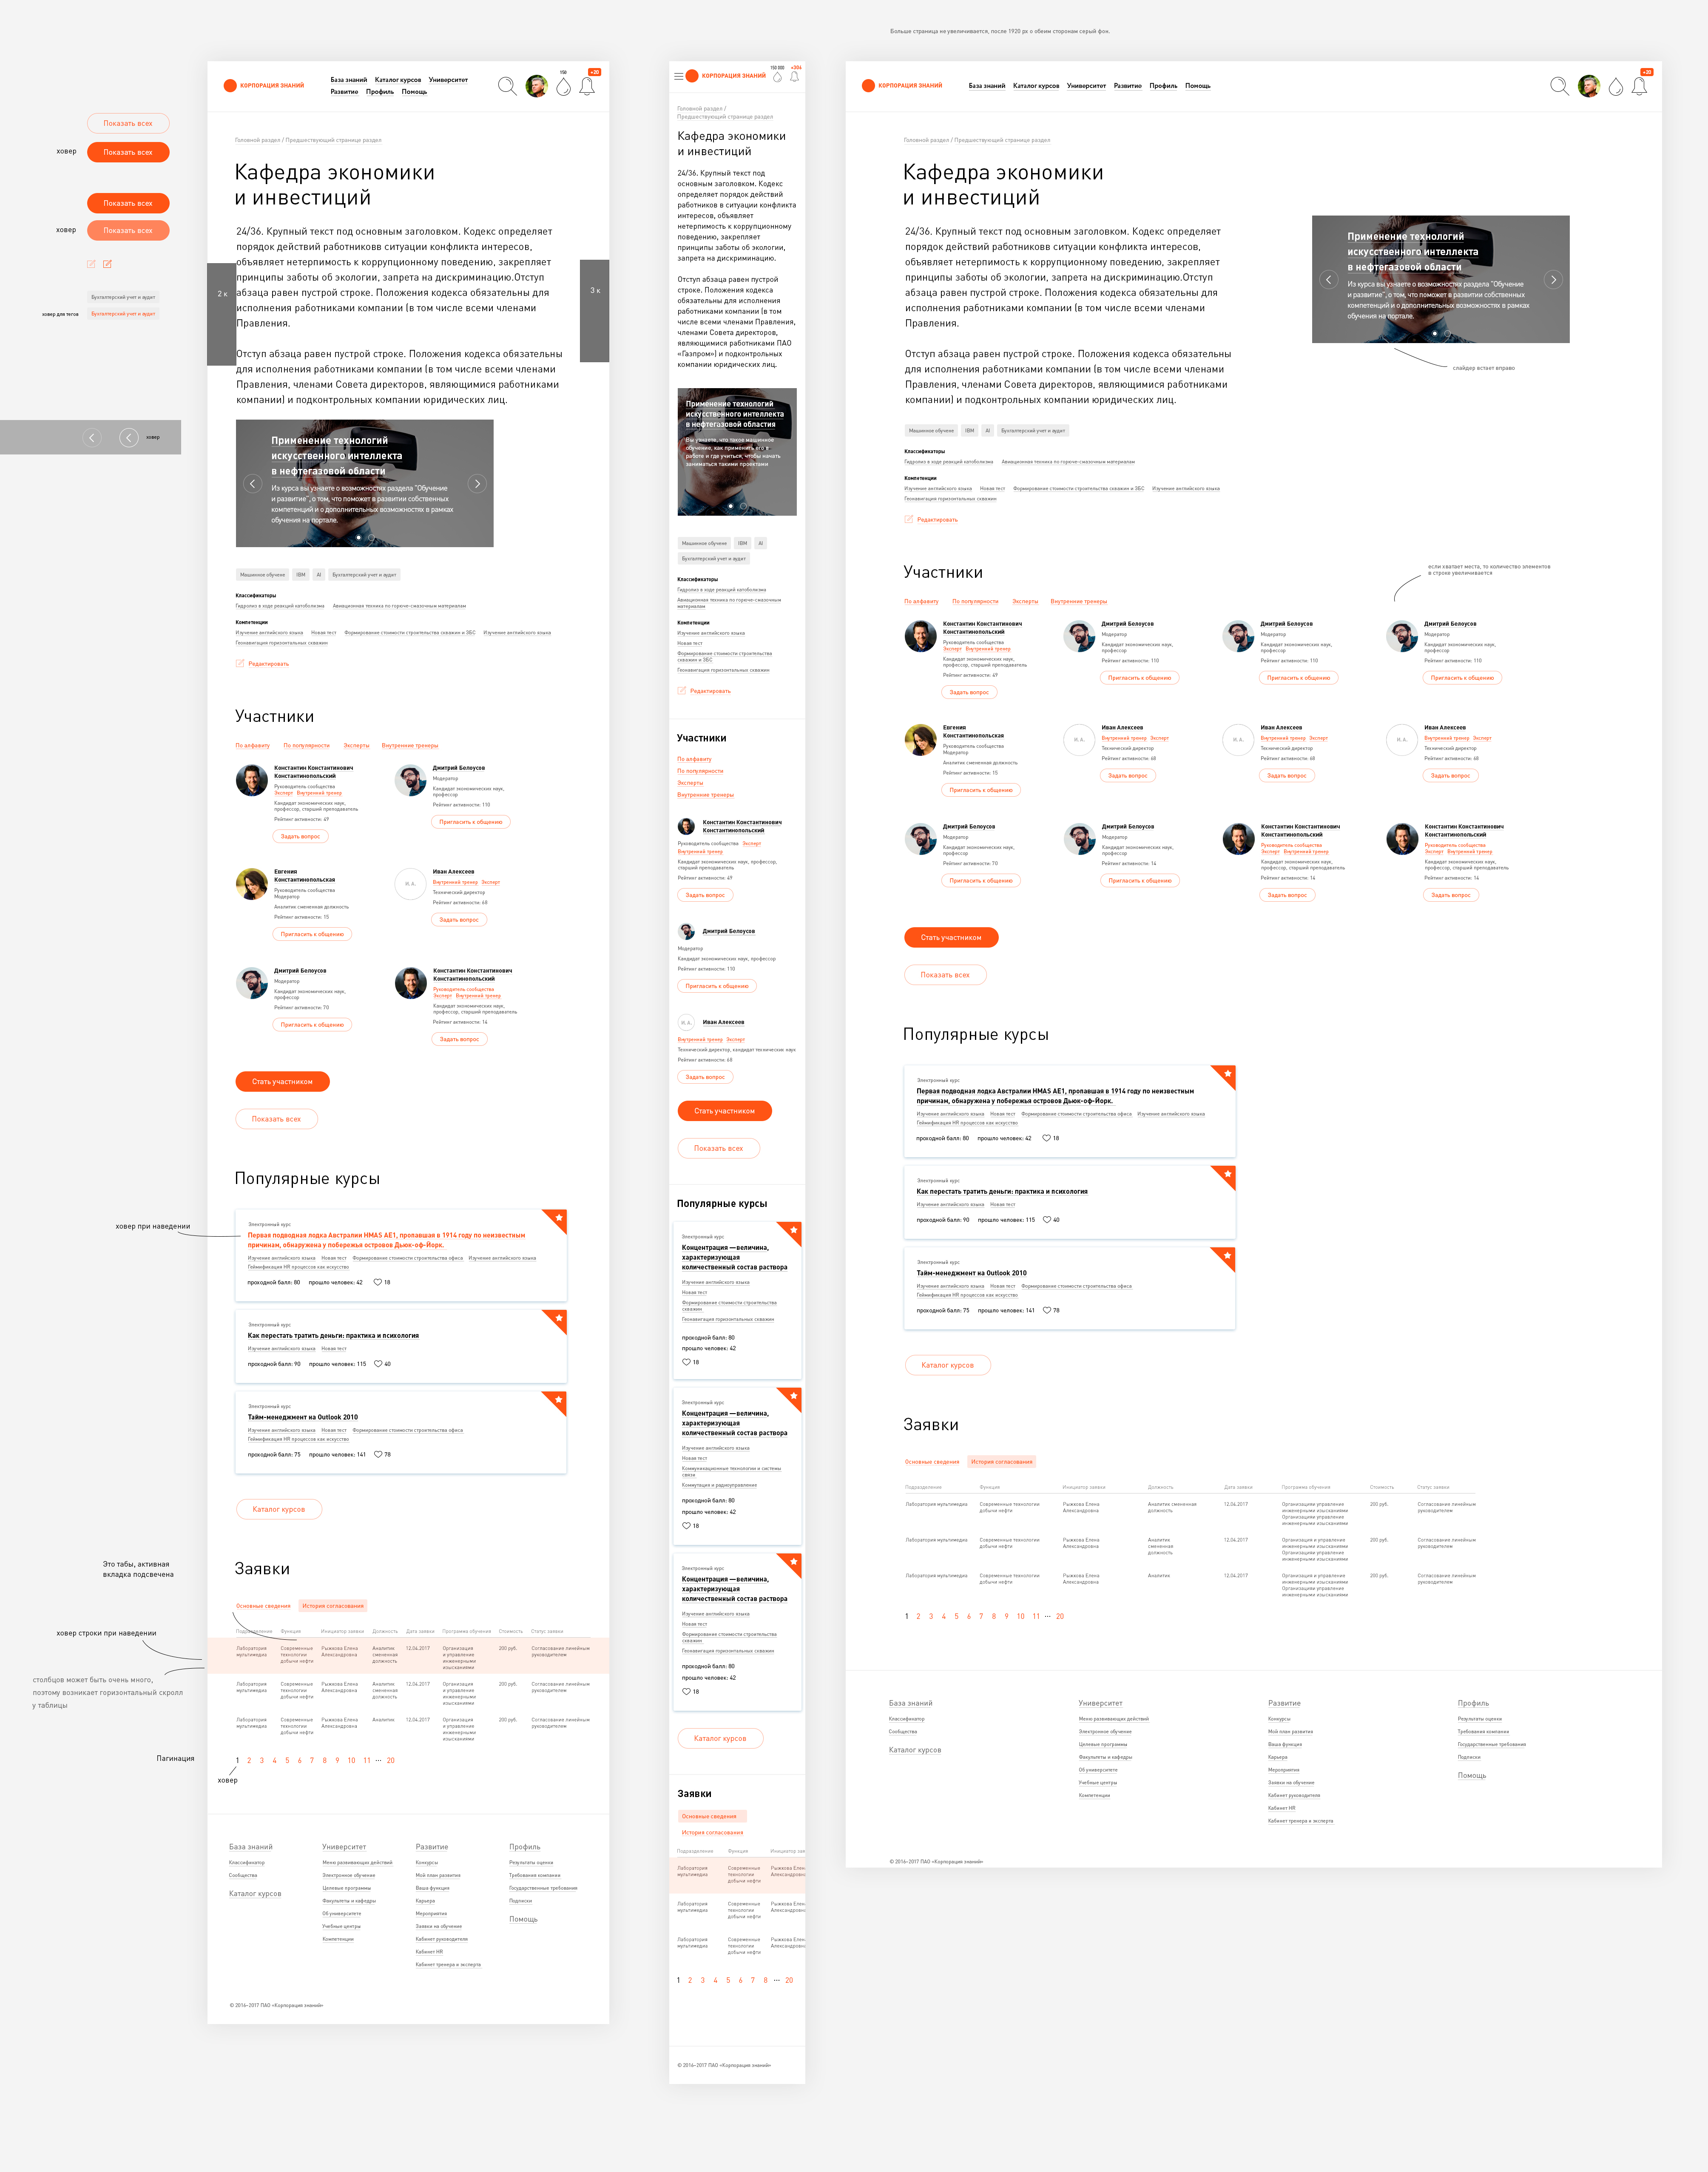 Больше страница не увеличивается, после 1920 px с обеим сторонам серый фон.
Показать всех
ховер
Показать всех
Показать всех
ховер
Показать всех
Бухгалтерский учет и аудит
ховер для тегов
Бухгалтерский учет и аудит
ховер
ховер при наведении
Это табы, активная
вкладка подсвечена
ховер строки при наведении
столбцов может быть очень много,
поэтому возникает горизонтальный скролл
у таблицы
Пагинация
ховер
КОРПОРАЦИЯ ЗНАНИЙ
База знаний Каталог курсов Университет
Развитие Профиль Помощь
150
+20
Головной раздел / Предшествующий странице раздел
Кафедра экономики
и инвестиций
24/36. Крупный текст под основным заголовком. Кодекс определяет
порядок действий работниковв ситуации конфликта интересов,
объявляет нетерпимость к коррупционному поведению, закрепляет
принципы заботы об экологии, запрета на дискриминацию.Отступ
абзаца равен пустрой строке. Положения кодекса обязательны для
исполнения работниками компании (в том числе всеми членами
Правления.
2 к
3 к
Отступ абзаца равен пустрой строке. Положения кодекса обязательны
для исполнения работниками компании (в том числе всеми членами
Правления, членами Совета директоров, являющимися работниками
компании) и подконтрольных компании юридических лиц.
Применение технологий
искусственного интеллекта
в нефтегазовой области
Из курса вы узнаете о возможностях раздела "Обучение
и развитие", о том, что поможет в развитии собственных
компетенций и о дополнительных возможностях в рамках
обучения на портале.
Машинное обучене IBM AI Бухгалтерский учет и аудит
Классификаторы
Гидролиз в ходе реакций катоболизма Авиационная техника по горюче-смазочным материалам
Компетенции
Изучение английского языка Новая тест Формирование стоимости строительства скважин и ЗБС Изучение английского языка
Геонавигация горизонтальных скважин
Редактировать
Участники
По алфавиту По популярности Эксперты Внутренние тренеры
Константин Константинович
Константинопольский
Руководитель сообщества
Эксперт Внутренний тренер
Кандидат экономических наук,
профессор, старший преподаватель
Рейтинг активности: 49
Задать вопрос
Дмитрий Белоусов
Модератор
Кандидат экономических наук,
профессор
Рейтинг активности: 110
Пригласить к общению
Евгения
Константинопольская
Руководитель сообщества
Модератор
Аналитик смененная должность
Рейтинг активности: 15
Пригласить к общению
И. А.
Иван Алексеев
Внутренний тренер Эксперт
Технический директор
Рейтинг активности: 68
Задать вопрос
Дмитрий Белоусов
Модератор
Кандидат экономических наук,
профессор
Рейтинг активности: 70
Пригласить к общению
Константин Константинович
Константинопольский
Руководитель сообщества
Эксперт Внутренний тренер
Кандидат экономических наук,
профессор, старший преподаватель
Рейтинг активности: 14
Задать вопрос
Стать участником
Показать всех
Популярные курсы
Электронный курс
Первая подводная лодка Австралии HMAS AE1, пропавшая в 1914 году по неизвестным
причинам, обнаружена у побережья островов Дьюк-оф-Йорк.
Изучение английского языка Новая тест Формирование стоимости строительства офиса Изучение английского языка
Геймификация HR процессов как искусство
проходной балл: 80 прошло человек: 42 18
Электронный курс
Как перестать тратить деньги: практика и психология
Изучение английского языка Новая тест
проходной балл: 90 прошло человек: 115 40
Электронный курс
Тайм-менеджмент на Outlook 2010
Изучение английского языка Новая тест Формирование стоимости строительства офиса
Геймификация HR процессов как искусство
проходной балл: 75 прошло человек: 141 78
Каталог курсов
Заявки
Основные сведения История согласования
Подразделение Функция Инициатор заявки Должность Дата заявки Программа обучения Стоимость Статус заявки
Лаборатория Современные Рыжкова Елена Аналитик 12.04.2017 Организация 200 руб. Согласование линейным
мультимедиа технологии Александровна смененная и управление руководителем
добычи нефти должность инженерными
изысканиями
Лаборатория Современные Рыжкова Елена Аналитик 12.04.2017 Организация 200 руб. Согласование линейным
мультимедиа технологии Александровна смененная и управление руководителем
добычи нефти должность инженерными
изысканиями
Лаборатория Современные Рыжкова Елена Аналитик 12.04.2017 Организация 200 руб. Согласование линейным
мультимедиа технологии Александровна и управление руководителем
добычи нефти инженерными
изысканиями
1 2 3 4 5 6 7 8 9 10 11 ... 20
База знаний
Классификатор
Сообщества
Каталог курсов
Университет
Меню развивающих действий
Электронное обучение
Целевые программы
Факультеты и кафедры
Об университете
Учебные центры
Компетенции
Развитие
Конкурсы
Мой план развития
Ваша функция
Карьера
Мероприятия
Заявки на обучение
Кабинет руководителя
Кабинет HR
Кабинет тренера и эксперта
Профиль
Результаты оценки
Требования компании
Государственные требования
Подписки
Помощь
© 2014–2017 ПАО «Корпорация знаний»
КОРПОРАЦИЯ ЗНАНИЙ
150 000
+304
Головной раздел /
Предшествующий странице раздел
Кафедра экономики
и инвестиций
24/36. Крупный текст под
основным заголовком. Кодекс
определяет порядок действий
работников в ситуации конфликта
интересов, объявляет
нетерпимость к коррупционному
поведению, закрепляет
принципы заботы об экологии,
запрета на дискриминацию.
Отступ абзаца равен пустрой
строке. Положения кодекса
обязательны для исполнения
работниками компании (в том
числе всеми членами Правления,
членами Совета директоров,
являющимися работниками ПАО
«Газпром») и подконтрольных
компании юридических лиц.
Применение технологий
искусственного интеллекта
в нефтегазовой обла­стия
Вы узнаете, что такое машинное
обучение, как применить его в
работе и где учиться, чтобы начать
заниматься такими проектами
Машинное обучене IBM AI
Бухгалтерский учет и аудит
Классификаторы
Гидролиз в ходе реакций катоболизма
Авиационная техника по горюче-смазочным
материалам
Компетенции
Изучение английского языка
Новая тест
Формирование стоимости строительства
скважин и ЗБС
Геонавигация горизонтальных скважин
Редактировать
Участники
По алфавиту
По популярности
Эксперты
Внутренние тренеры
Константин Константинович
Константинопольский
Руководитель сообщества Эксперт
Внутренний тренер
Кандидат экономических наук, профессор,
старший преподаватель
Рейтинг активности: 49
Задать вопрос
Дмитрий Белоусов
Модератор
Кандидат экономических наук, профессор
Рейтинг активности: 110
Пригласить к общению
И. А.
Иван Алексеев
Внутренний тренер Эксперт
Технический директор, кандидат технических наук
Рейтинг активности: 68
Задать вопрос
Стать участником
Показать всех
Популярные курсы
Электронный курс
Концентрация —величина,
характеризующая
количественный состав раствора
Изучение английского языка
Новая тест
Формирование стоимости строительства
скважин
Геонавигация горизонтальных скважин
проходной балл: 80
прошло человек: 42
18
Электронный курс
Концентрация —величина,
характеризующая
количественный состав раствора
Изучение английского языка
Новая тест
Коммуникационные технологии и системы
связи
Коммутация и радиоуправление
проходной балл: 80
прошло человек: 42
18
Электронный курс
Концентрация —величина,
характеризующая
количественный состав раствора
Изучение английского языка
Новая тест
Формирование стоимости строительства
скважин
Геонавигация горизонтальных скважин
проходной балл: 80
прошло человек: 42
18
Каталог курсов
Заявки
Основные сведения
История согласования
Подразделение Функция Инициатор зая
Лаборатория Современные Рыжкова Елен
мультимедиа технологии Александровн
добычи нефти
Лаборатория Современные Рыжкова Елен
мультимедиа технологии Александровн
добычи нефти
Лаборатория Современные Рыжкова Елен
мультимедиа технологии Александровн
добычи нефти
1 2 3 4 5 6 7 8 ... 20
© 2014–2017 ПАО «Корпорация знаний»
КОРПОРАЦИЯ ЗНАНИЙ
База знаний Каталог курсов Университет Развитие Профиль Помощь
+20
Головной раздел / Предшествующий странице раздел
Кафедра экономики
и инвестиций
24/36. Крупный текст под основным заголовком. Кодекс определяет
порядок действий работниковв ситуации конфликта интересов,
объявляет нетерпимость к коррупционному поведению, закрепляет
принципы заботы об экологии, запрета на дискриминацию.Отступ
абзаца равен пустрой строке. Положения кодекса обязательны для
исполнения работниками компании (в том числе всеми членами
Правления.
Отступ абзаца равен пустрой строке. Положения кодекса обязательны
для исполнения работниками компании (в том числе всеми членами
Правления, членами Совета директоров, являющимися работниками
компании) и подконтрольных компании юридических лиц.
Применение технологий
искусственного интеллекта
в нефтегазовой области
Из курса вы узнаете о возможностях раздела "Обучение
и развитие", о том, что поможет в развитии собственных
компетенций и о дополнительных возможностях в рамках
обучения на портале.
слайдер встает вправо
Машинное обучене IBM AI Бухгалтерский учет и аудит
Классификаторы
Гидролиз в ходе реакций катоболизма Авиационная техника по горюче-смазочным материалам
Компетенции
Изучение английского языка Новая тест Формирование стоимости строительства скважин и ЗБС Изучение английского языка
Геонавигация горизонтальных скважин
Редактировать
если хватает места, то количество элементов
в строке увеличивается
Участники
По алфавиту По популярности Эксперты Внутренние тренеры
Константин Константинович
Константинопольский
Руководитель сообщества
Эксперт Внутренний тренер
Кандидат экономических наук,
профессор, старший преподаватель
Рейтинг активности: 49
Задать вопрос
Дмитрий Белоусов
Модератор
Кандидат экономических наук,
профессор
Рейтинг активности: 110
Пригласить к общению
Дмитрий Белоусов
Модератор
Кандидат экономических наук,
профессор
Рейтинг активности: 110
Пригласить к общению
Дмитрий Белоусов
Модератор
Кандидат экономических наук,
профессор
Рейтинг активности: 110
Пригласить к общению
Евгения
Константинопольская
Руководитель сообщества
Модератор
Аналитик смененная должность
Рейтинг активности: 15
Пригласить к общению
И. А.
Иван Алексеев
Внутренний тренер Эксперт
Технический директор
Рейтинг активности: 68
Задать вопрос
И. А.
Иван Алексеев
Внутренний тренер Эксперт
Технический директор
Рейтинг активности: 68
Задать вопрос
И. А.
Иван Алексеев
Внутренний тренер Эксперт
Технический директор
Рейтинг активности: 68
Задать вопрос
Дмитрий Белоусов
Модератор
Кандидат экономических наук,
профессор
Рейтинг активности: 70
Пригласить к общению
Дмитрий Белоусов
Модератор
Кандидат экономических наук,
профессор
Рейтинг активности: 14
Пригласить к общению
Константин Константинович
Константинопольский
Руководитель сообщества
Эксперт Внутренний тренер
Кандидат экономических наук,
профессор, старший преподаватель
Рейтинг активности: 14
Задать вопрос
Константин Константинович
Константинопольский
Руководитель сообщества
Эксперт Внутренний тренер
Кандидат экономических наук,
профессор, старший преподаватель
Рейтинг активности: 14
Задать вопрос
Стать участником
Показать всех
Популярные курсы
Электронный курс
Первая подводная лодка Австралии HMAS AE1, пропавшая в 1914 году по неизвестным
причинам, обнаружена у побережья островов Дьюк-оф-Йорк.
Изучение английского языка Новая тест Формирование стоимости строительства офиса Изучение английского языка
Геймификация HR процессов как искусство
проходной балл: 80 прошло человек: 42 18
Электронный курс
Как перестать тратить деньги: практика и психология
Изучение английского языка Новая тест
проходной балл: 90 прошло человек: 115 40
Электронный курс
Тайм-менеджмент на Outlook 2010
Изучение английского языка Новая тест Формирование стоимости строительства офиса
Геймификация HR процессов как искусство
проходной балл: 75 прошло человек: 141 78
Каталог курсов
Заявки
Основные сведения История согласования
Подразделение Функция Инициатор заявки Должность Дата заявки Программа обучения Стоимость Статус заявки
Лаборатория мультимедиа Современные технологии Рыжкова Елена Аналитик смененная 12.04.2017 Организациями управление 200 руб. Согласование линейным
добычи нефти Александровна должность инженерными изысканиями руководителем
Организациями управление
инженерными изысканиями
Лаборатория мультимедиа Современные технологии Рыжкова Елена Аналитик 12.04.2017 Организация и управление 200 руб. Согласование линейным
добычи нефти Александровна смененная инженерными изысканиями руководителем
должность Организациями управление
инженерными изысканиями
Лаборатория мультимедиа Современные технологии Рыжкова Елена Аналитик 12.04.2017 Организация и управление 200 руб. Согласование линейным
добычи нефти Александровна инженерными изысканиями руководителем
Организациями управление
инженерными изысканиями
1 2 3 4 5 6 7 8 9 10 11 ... 20
База знаний
Классификатор
Сообщества
Каталог курсов
Университет
Меню развивающих действий
Электронное обучение
Целевые программы
Факультеты и кафедры
Об университете
Учебные центры
Компетенции
Развитие
Конкурсы
Мой план развития
Ваша функция
Карьера
Мероприятия
Заявки на обучение
Кабинет руководителя
Кабинет HR
Кабинет тренера и эксперта
Профиль
Результаты оценки
Требования компании
Государственные требования
Подписки
Помощь
© 2014–2017 ПАО «Корпорация знаний»